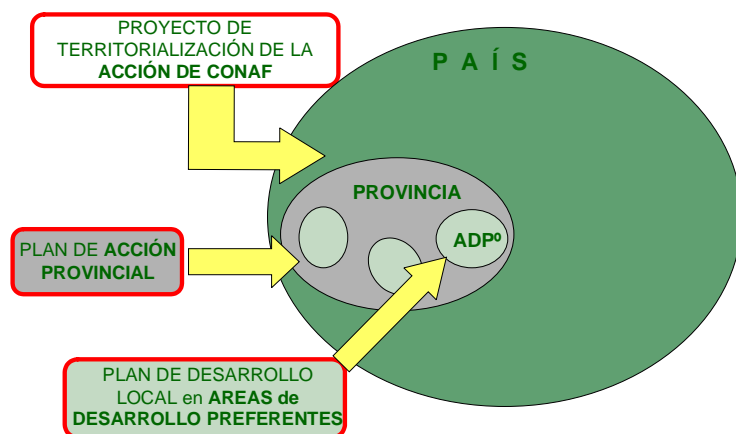 PROYECTO DE
TERRITORIALIZACIÓN DE LA
ACCIÓN DE CONAF
P A Í S
PROVINCIA
ADPº
PLAN DE ACCIÓN
PROVINCIAL
PLAN DE DESARROLLO
LOCAL en AREAS de
DESARROLLO PREFERENTES